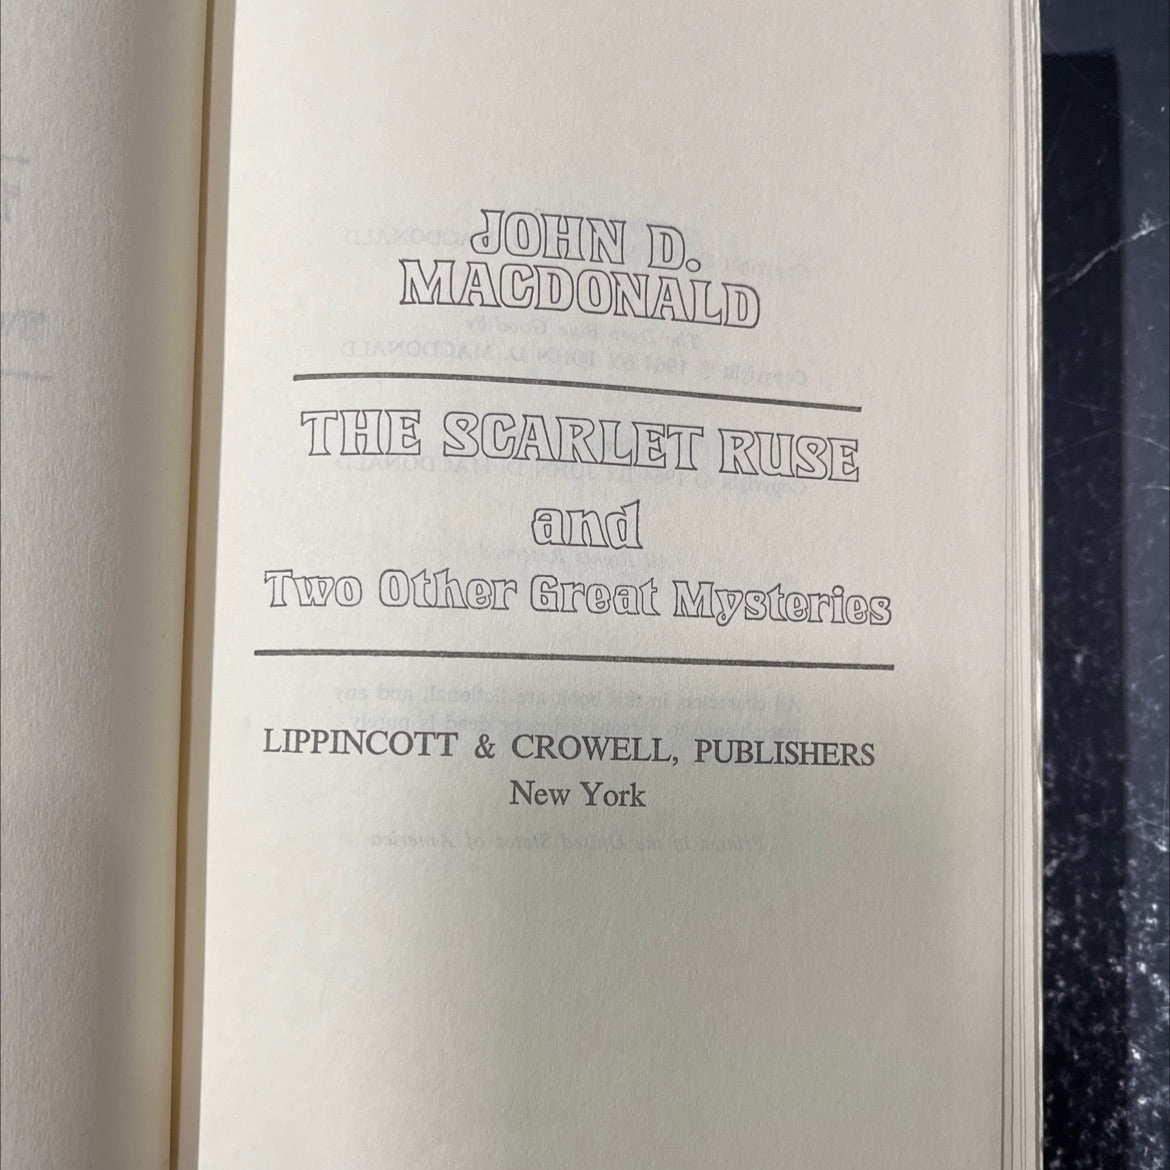 JOHN D.
MACDONALD
THE SCARLET RUSE
and
Two Other Great Mysteries
LIPPINCOTT & CROWELL, PUBLISHERS
New York